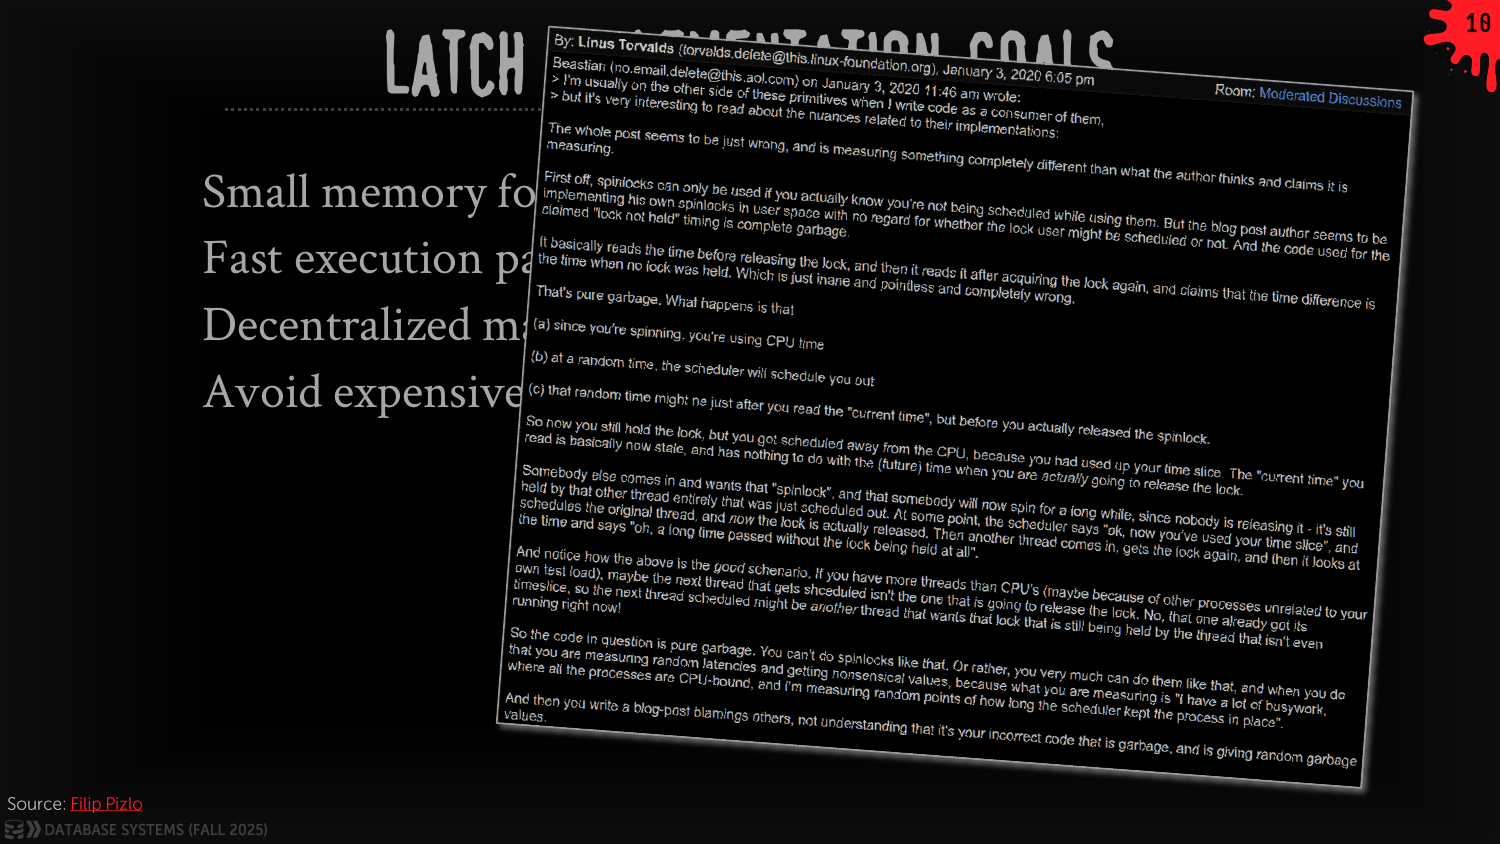 LATCH
GOALS
10
Small memory fo
Fast execution pa
Decentralized ma
Avoid expensive
By: Linus Torvalds (torvalds.delete@this.linux-foundation.org), January 3, 2020 6:05 pm
Room: Moderated Discussions
Beastian (no.email.delete@this.aol.com) on January 3, 2020 11:46 am wrote:
> I'm usually on the other side of these primitives when I write code as a consumer of them,
> but it's very interesting to read about the nuances related to their implementations:
The whole post seems to be just wrong, and is measuring something completely different than what the author thinks and claims it is
measuring.
First off, spinlocks can only be used if you actually know you're not being scheduled while using them. But the blog post author seems to be
implementing his own spinlocks in user space with no regard for whether the lock user might be scheduled or not. And the code used for the
claimed "lock not held" timing is complete garbage.
It basically reads the time before releasing the lock, and then it reads it after acquiring the lock again, and claims that the time difference is
the time when no lock was held. Which is just inane and pointless and completely wrong.
That's pure garbage. What happens is that
(a) since you're spinning, you're using CPU time
(b) at a random time, the scheduler will schedule you out
(c) that random time might ne just after you read the "current time", but before you actually released the spinlock.
So now you still hold the lock, but you got scheduled away from the CPU, because you had used up your time slice. The "current time" you
read is basically now stale, and has nothing to do with the (future) time when you are actually going to release the lock.
Somebody else comes in and wants that "spinlock", and that somebody will now spin for a long while, since nobody is releasing it - it's still
held by that other thread entirely that was just scheduled out. At some point, the scheduler says "ok, now you've used your time slice", and
schedules the original thread, and now the lock is actually released. Then another thread comes in, gets the lock again, and then it looks at
the time and says "oh, a long time passed without the lock being held at all".
And notice how the above is the good schenario. If you have more threads than CPU's (maybe because of other processes unrelated to your
own test load), maybe the next thread that gets shceduled isn't the one that is going to release the lock. No, that one already got its
timeslice, so the next thread scheduled might be another thread that wants that lock that is still being held by the thread that isn't even
running right now!
So the code in question is pure garbage. You can't do spinlocks like that. Or rather, you very much can do them like that, and when you do
that you are measuring random latencies and getting nonsensical values, because what you are measuring is "I have a lot of busywork,
where all the processes are CPU-bound, and I'm measuring random points of how long the scheduler kept the process in place".
And then you write a blog-post blamings others, not understanding that it's your incorrect code that is garbage, and is giving random garbage
values.
Source: Filip Pizlo
DATABASE SYSTEMS (FALL 2025)